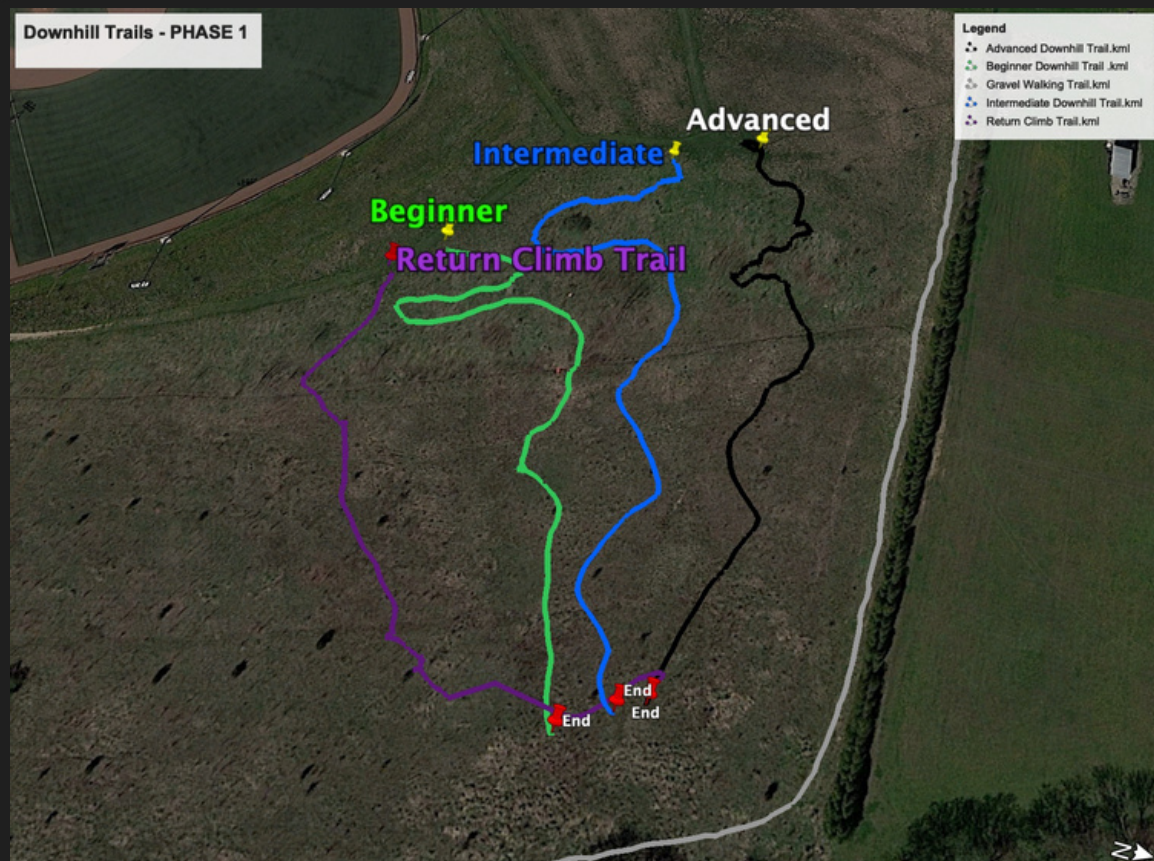 Downhill Trails - PHASE 1
Legend
Advanced Downhill Trail.kml
Beginner Downhill Trail .kml
Gravel Walking Trail.kml
Intermediate Downhill Trail.kml
Return Climb Trail.kml
Advanced
Intermediate
Beginner
Return Climb Trail
End
End
End
N